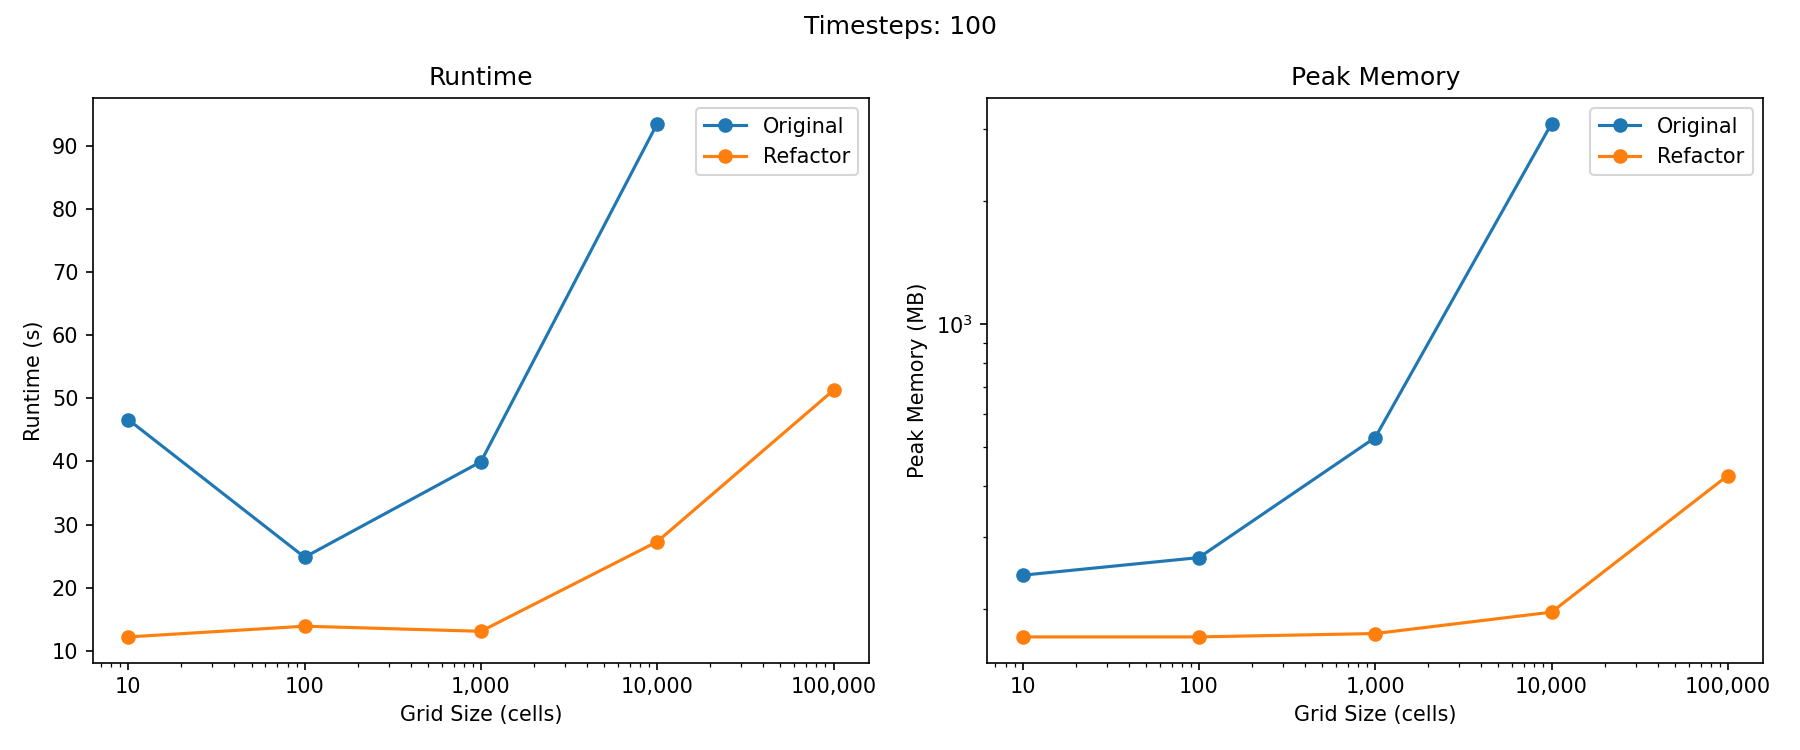 Timesteps: 100
Runtime
Original
Refactor
90
80
70
60
50
40
30
20
10
Runtime (s)
10 100 1,000 10,000 100,000
Grid Size (cells)
Peak Memory
Original
Refactor
10³
Peak Memory (MB)
10 100 1,000 10,000 100,000
Grid Size (cells)